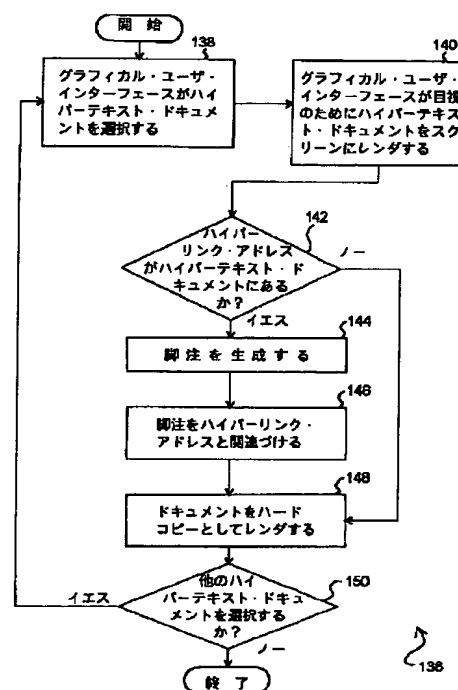 開始
138
グラフィカル・ユーザ・
インターフェースがハイ
パーテキスト・ドキュメ
ントを選択する
140
グラフィカル・ユーザ・
インターフェースが目視
のためにハイパーテキス
ト・ドキュメントをスク
リーンにレンダする
142
ハイパー
リンク・アドレス
がハイパーテキスト・ド
キュメントにある
か?
ノー
イエス
144
脚注を生成する
146
脚注をハイパーリンク・
アドレスと関連づける
148
ドキュメントをハード
コピーとしてレンダする
150
他のハイ
パーテキスト・ドキュ
メントを選択する
か?
イエス
ノー
終了
136